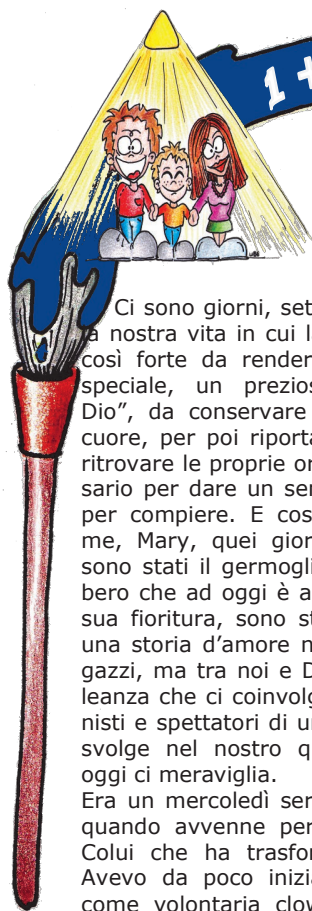 1 +
Ci sono giorni, set
a nostra vita in cui l
così forte da render
speciale, un prezios
Dio”, da conservare
cuore, per poi riporta
ritrovare le proprie or
sario per dare un ser
per compiere. E cos
me, Mary, quei gior
sono stati il germogli
bero che ad oggi è a
sua fioritura, sono st
una storia d’amore n
gazzi, ma tra noi e D
leanza che ci coinvolg
nisti e spettatori di u
svolge nel nostro q
oggi ci meraviglia.
Era un mercoledì ser
quando avvenne per
Colui che ha trasfor
Avevo da poco inizia
come volontaria clow